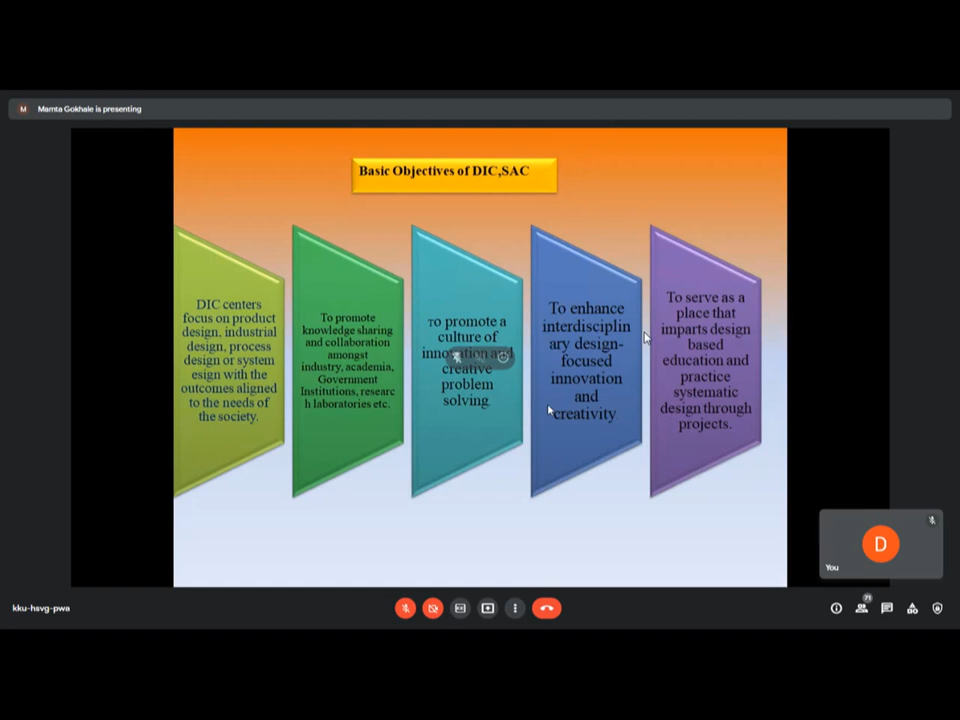 M Mamta Gokhale is presenting
Basic Objectives of DIC,SAC
DIC centers
focus on product
design, industrial
design, process
design or system
esign with the
outcomes aligned
to the needs of
the society.
To promote
knowledge sharing
and collaboration
amongst
industry, academia,
Government
Institutions, researc
h laboratories etc.
To promote a
culture of
innovation and
creative
problem
solving
To enhance
interdisciplin
ary design-
focused
innovation
and
creativity
To serve as a
place that
imparts design
based
education and
practice
systematic
design through
projects.
D
You
kku-hsvg-pwa
71